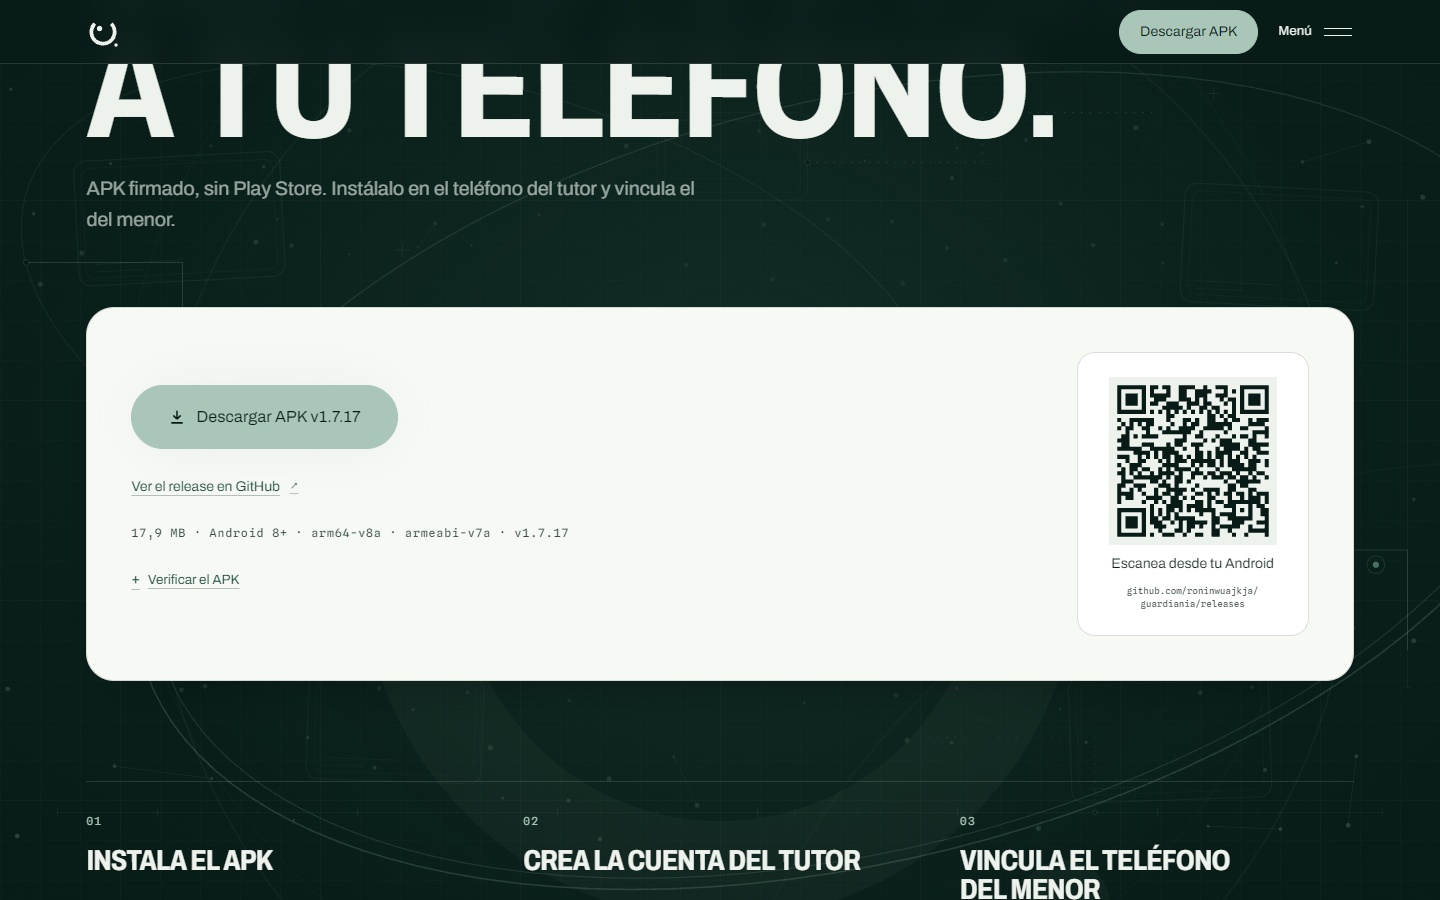 Descargar APK
Menú
A TU TELÉFONO.
APK firmado, sin Play Store. Instálalo en el teléfono del tutor y vincula el
del menor.
Descargar APK v1.7.17
Ver el release en GitHub ↗
17,9 MB · Android 8+ · arm64-v8a · armeabi-v7a · v1.7.17
+ Verificar el APK
Escanea desde tu Android
github.com/roninwuajkja/
guardiania/releases
01
INSTALA EL APK
02
CREA LA CUENTA DEL TUTOR
03
VINCULA EL TELÉFONO
DEL MENOR